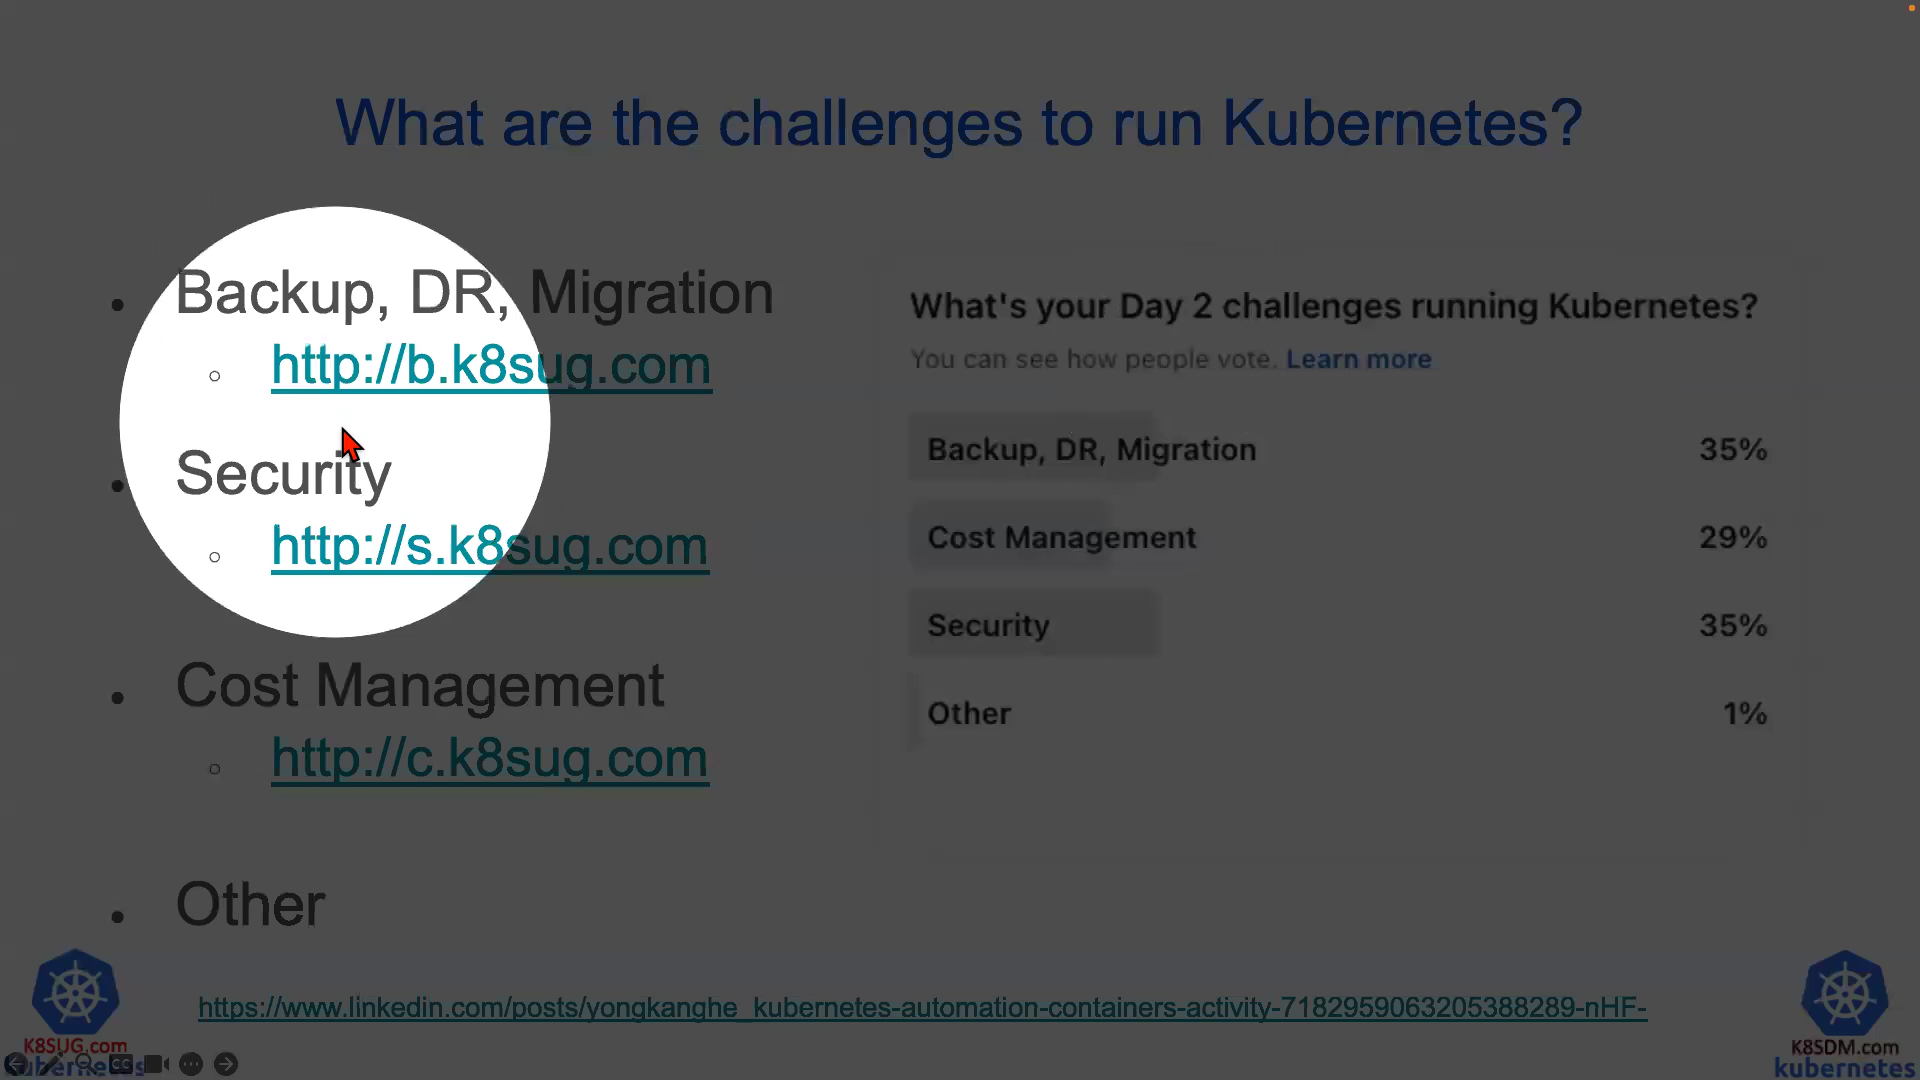 What are the challenges to run Kubernetes?
Backup, DR, Migration
http://b.k8sug.com
Security
http://s.k8sug.com
Cost Management
http://c.k8sug.com
Other
What's your Day 2 challenges running Kubernetes?
You can see how people vote. Learn more
Backup, DR, Migration 35%
Cost Management 29%
Security 35%
Other 1%
https://www.linkedin.com/posts/yongkanghe_kubernetes-automation-containers-activity-7182959063205388289-nHF-
K8SUG.com
kubernetes
CC
K8SDM.com
kubernetes